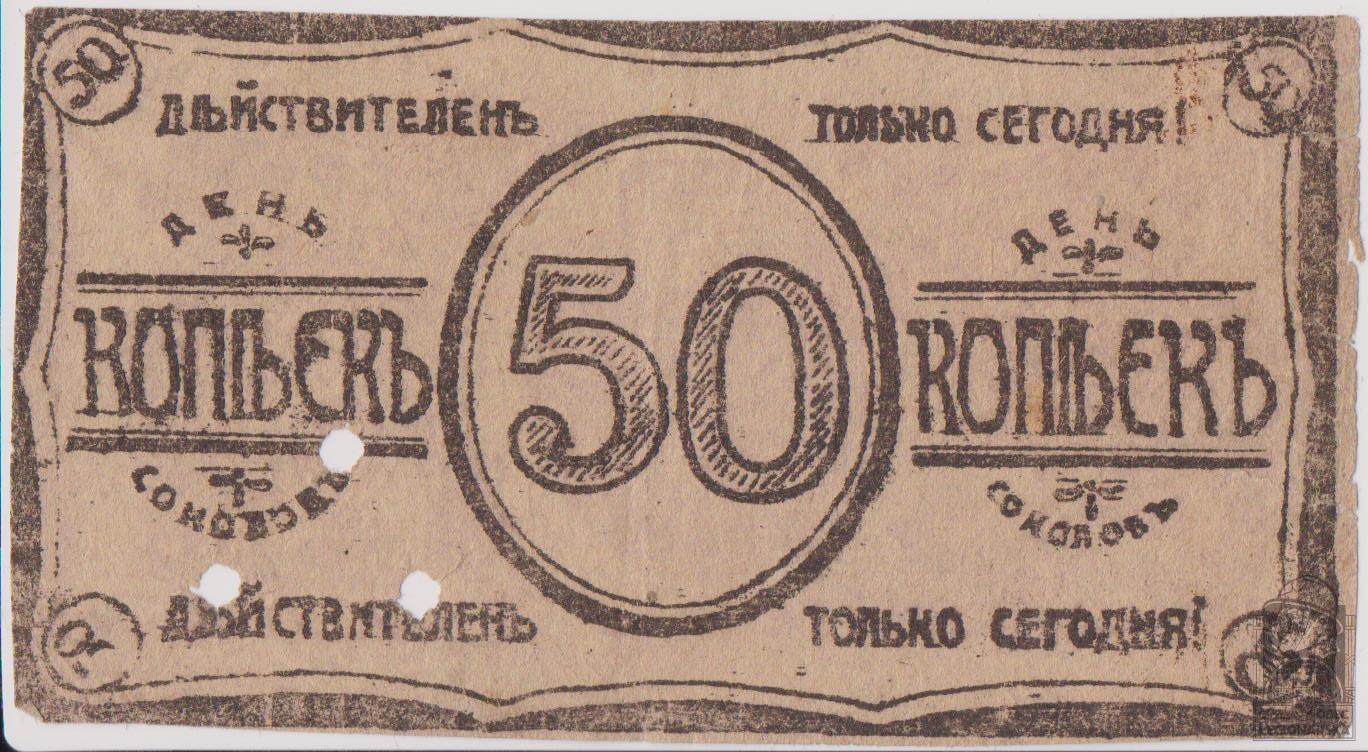 50
ДѢЙСТВИТЕЛЕНЪ ТОЛЬКО СЕГОДНЯ!
ДЕНЬ
КОПѢЕКЪ
СОКОЛОВЪ
50
ДЕНЬ
КОПѢЕКЪ
СОКОЛОВЪ
ДѢЙСТВИТЕЛЕНЪ ТОЛЬКО СЕГОДНЯ!